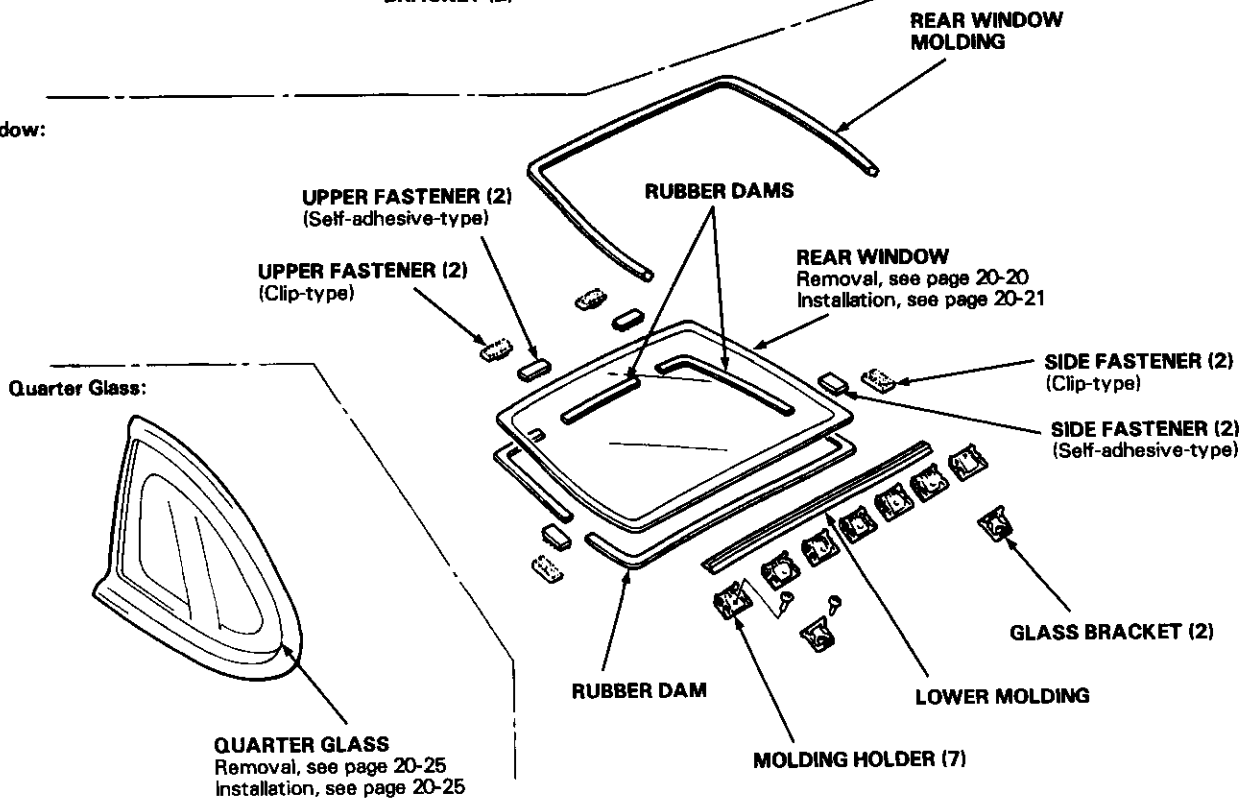 REAR WINDOW
MOLDING
dow:
UPPER FASTENER (2)
(Self-adhesive-type)
RUBBER DAMS
UPPER FASTENER (2)
(Clip-type)
REAR WINDOW
Removal, see page 20-20
Installation, see page 20-21
SIDE FASTENER (2)
(Clip-type)
Quarter Glass:
SIDE FASTENER (2)
(Self-adhesive-type)
GLASS BRACKET (2)
RUBBER DAM
LOWER MOLDING
QUARTER GLASS
Removal, see page 20-25
Installation, see page 20-25
MOLDING HOLDER (7)